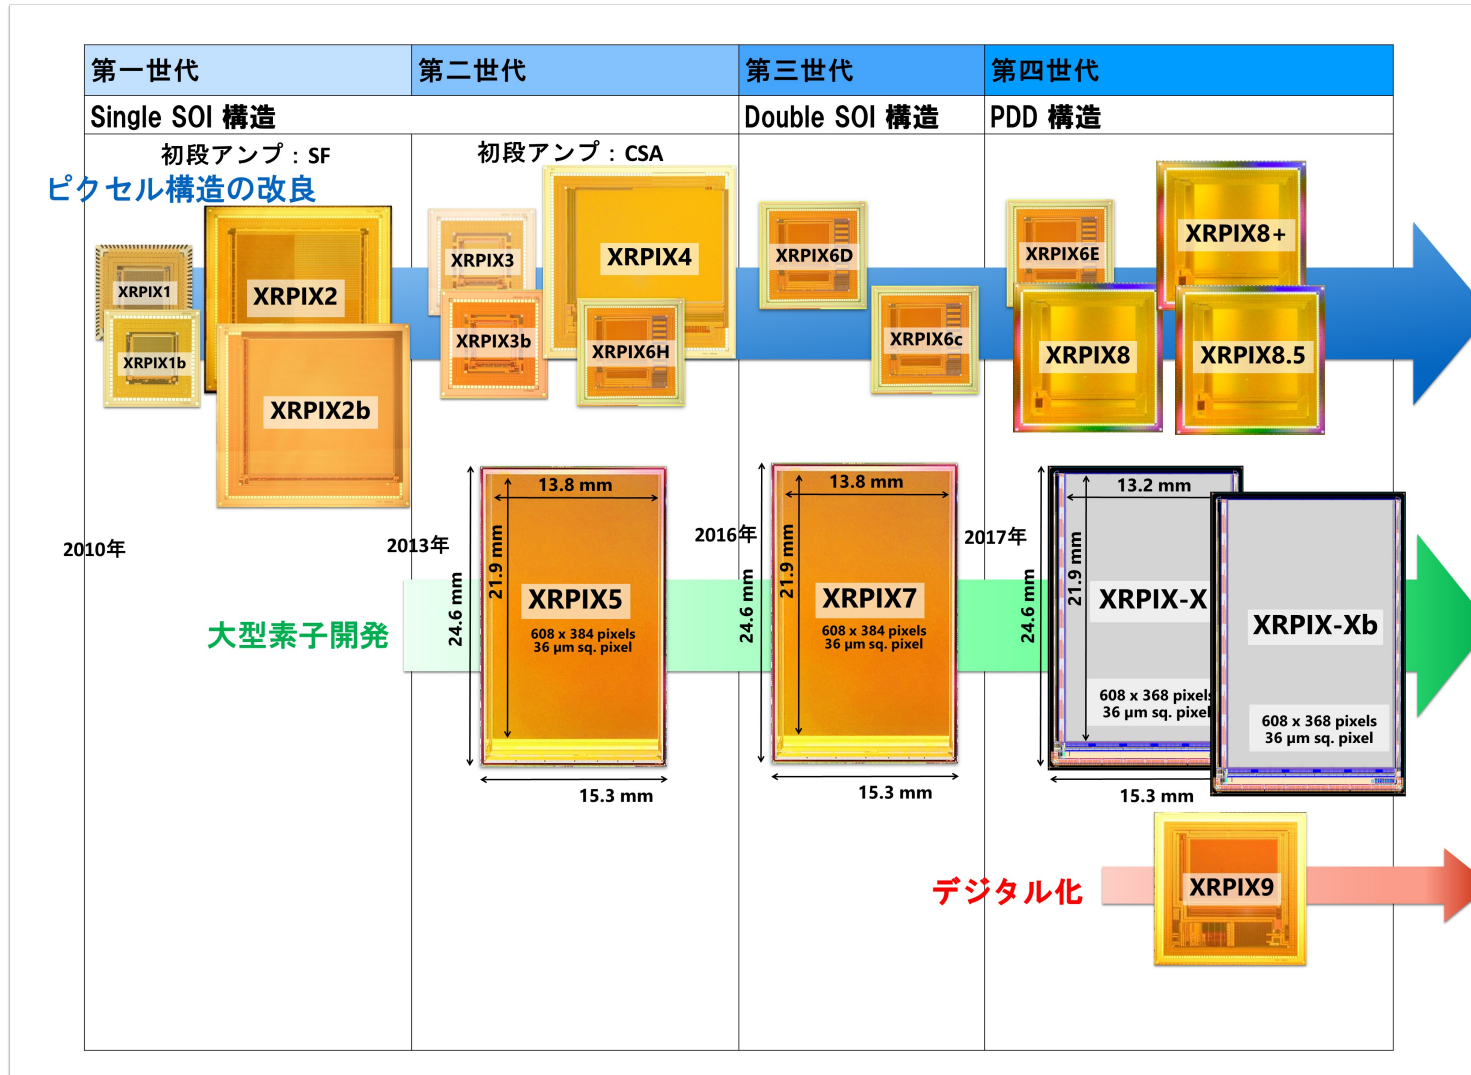 第一世代
第二世代
第三世代
第四世代
Single SOI 構造
Double SOI 構造
PDD 構造
初段アンプ：SF
初段アンプ：CSA
ピクセル構造の改良
XRPIX1
XRPIX1b
XRPIX2
XRPIX2b
XRPIX3
XRPIX3b
XRPIX4
XRPIX6H
XRPIX6D
XRPIX6c
XRPIX6E
XRPIX8+
XRPIX8
XRPIX8.5
2010年
2013年
2016年
2017年
大型素子開発
13.8 mm
21.9 mm
24.6 mm
XRPIX5
608 x 384 pixels
36 µm sq. pixel
15.3 mm
13.8 mm
21.9 mm
24.6 mm
XRPIX7
608 x 384 pixels
36 µm sq. pixel
15.3 mm
13.2 mm
21.9 mm
24.6 mm
XRPIX-X
608 x 368 pixels
36 µm sq. pixel
15.3 mm
XRPIX-Xb
608 x 368 pixels
36 µm sq. pixel
デジタル化
XRPIX9